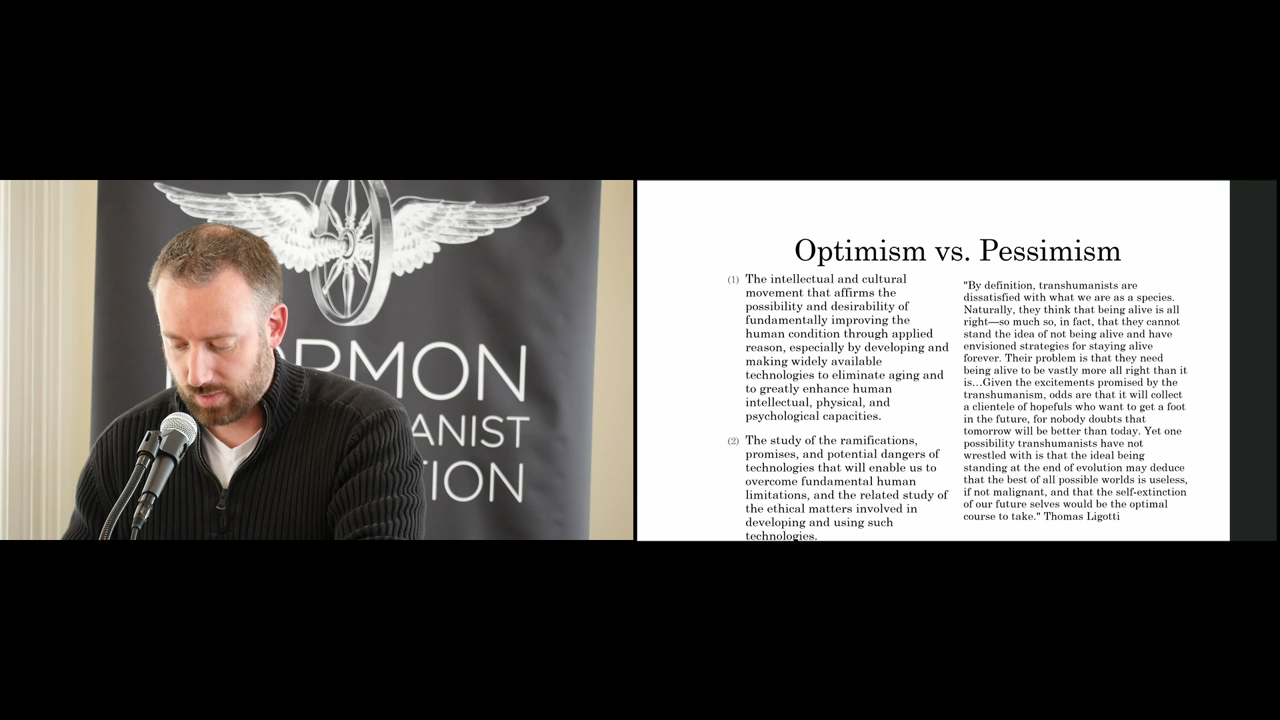 ORMON
ANIST
TION
Optimism vs. Pessimism
(1) The intellectual and cultural
movement that affirms the
possibility and desirability of
fundamentally improving the
human condition through applied
reason, especially by developing and
making widely available
technologies to eliminate aging and
to greatly enhance human
intellectual, physical, and
psychological capacities.
(2) The study of the ramifications,
promises, and potential dangers of
technologies that will enable us to
overcome fundamental human
limitations, and the related study of
the ethical matters involved in
developing and using such
technologies.
"By definition, transhumanists are
dissatisfied with what we are as a species.
Naturally, they think that being alive is all
right—so much so, in fact, that they cannot
stand the idea of not being alive and have
envisioned strategies for staying alive
forever. Their problem is that they need
being alive to be vastly more all right than it
is…Given the excitements promised by the
transhumanism, odds are that it will collect
a clientele of hopefuls who want to get a foot
in the future, for nobody doubts that
tomorrow will be better than today. Yet one
possibility transhumanists have not
wrestled with is that the ideal being
standing at the end of evolution may deduce
that the best of all possible worlds is useless,
if not malignant, and that the self-extinction
of our future selves would be the optimal
course to take." Thomas Ligotti